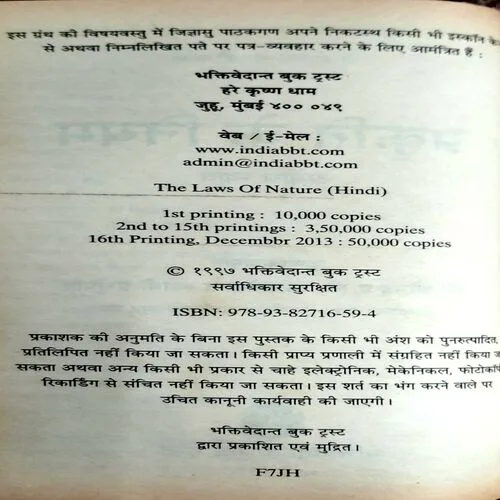 इस ग्रंथ की विषयवस्तु में जिज्ञासु पाठकगण अपने निकटस्थ किसी भी इस्कॉन
से अथवा निम्नलिखित पते पर पत्र-व्यवहार करने के लिए आमंत्रित हैं :
भक्तिवेदान्त बुक ट्रस्ट
हरे कृष्ण धाम
जुहू, मुंबई ४०० ०४९
वेब / ई-मेल :
www.indiabbt.com
admin@indiabbt.com
The Laws Of Nature (Hindi)
1st printing : 10,000 copies
2nd to 15th printings : 3,50,000 copies
16th Printing, Decembbr 2013 : 50,000 copies
© १९९७ भक्तिवेदान्त बुक ट्रस्ट
सर्वाधिकार सुरक्षित
ISBN: 978-93-82716-59-4
प्रकाशक की अनुमति के बिना इस पुस्तक के किसी भी अंश को पुनरुत्पादित,
प्रतिलिपित नहीं किया जा सकता। किसी प्राप्य प्रणाली में संग्रहित नहीं किया
सकता अथवा अन्य किसी भी प्रकार से चाहे इलेक्ट्रोनिक, मेकेनिकल,
रिकार्डिंग से संचित नहीं किया जा सकता। इस शर्त का भंग करने वाले पर
उचित कानूनी कार्यवाही की जाएगी।
भक्तिवेदान्त बुक ट्रस्ट
द्वारा प्रकाशित एवं मुद्रित।
F7JH